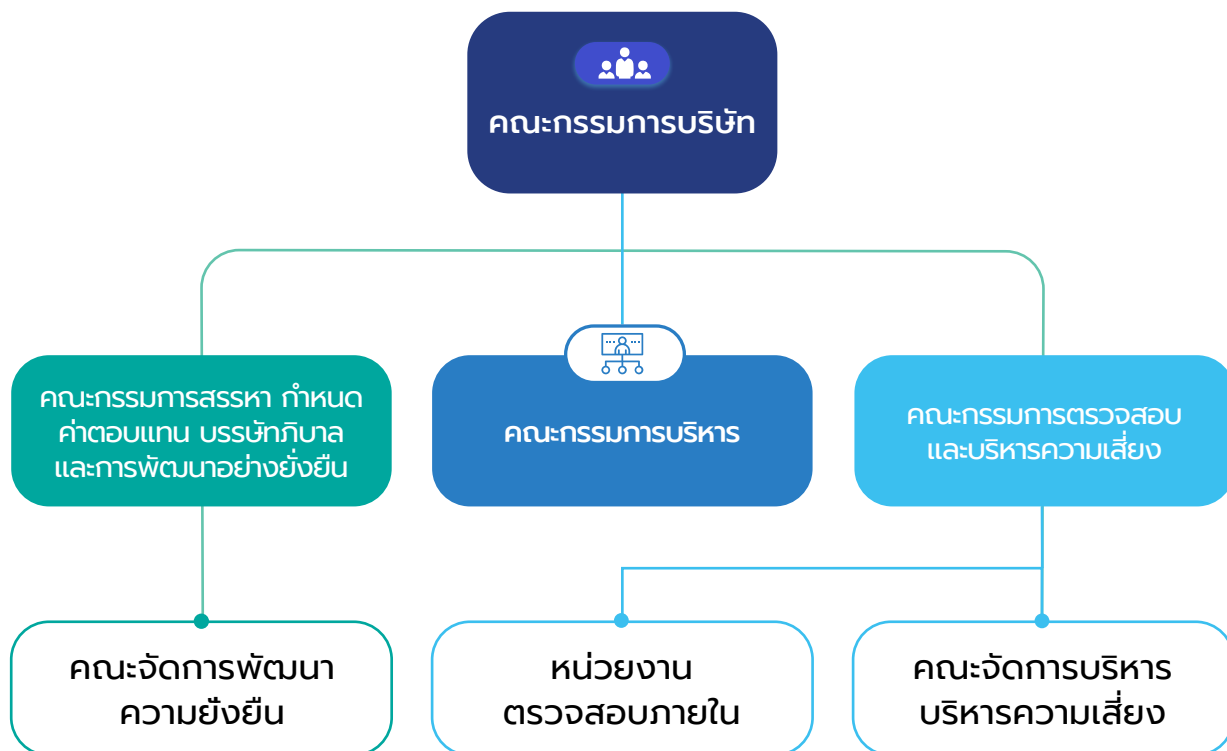 คณะกรรมการบริษัท
คณะกรรมการสรรหา กำหนด
ค่าตอบแทน บรรษัทภิบาล
และการพัฒนาอย่างยั่งยืน
คณะกรรมการบริหาร
คณะกรรมการตรวจสอบ
และบริหารความเสี่ยง
คณะจัดการพัฒนา
ความยั่งยืน
หน่วยงาน
ตรวจสอบภายใน
คณะจัดการบริหาร
บริหารความเสี่ยง